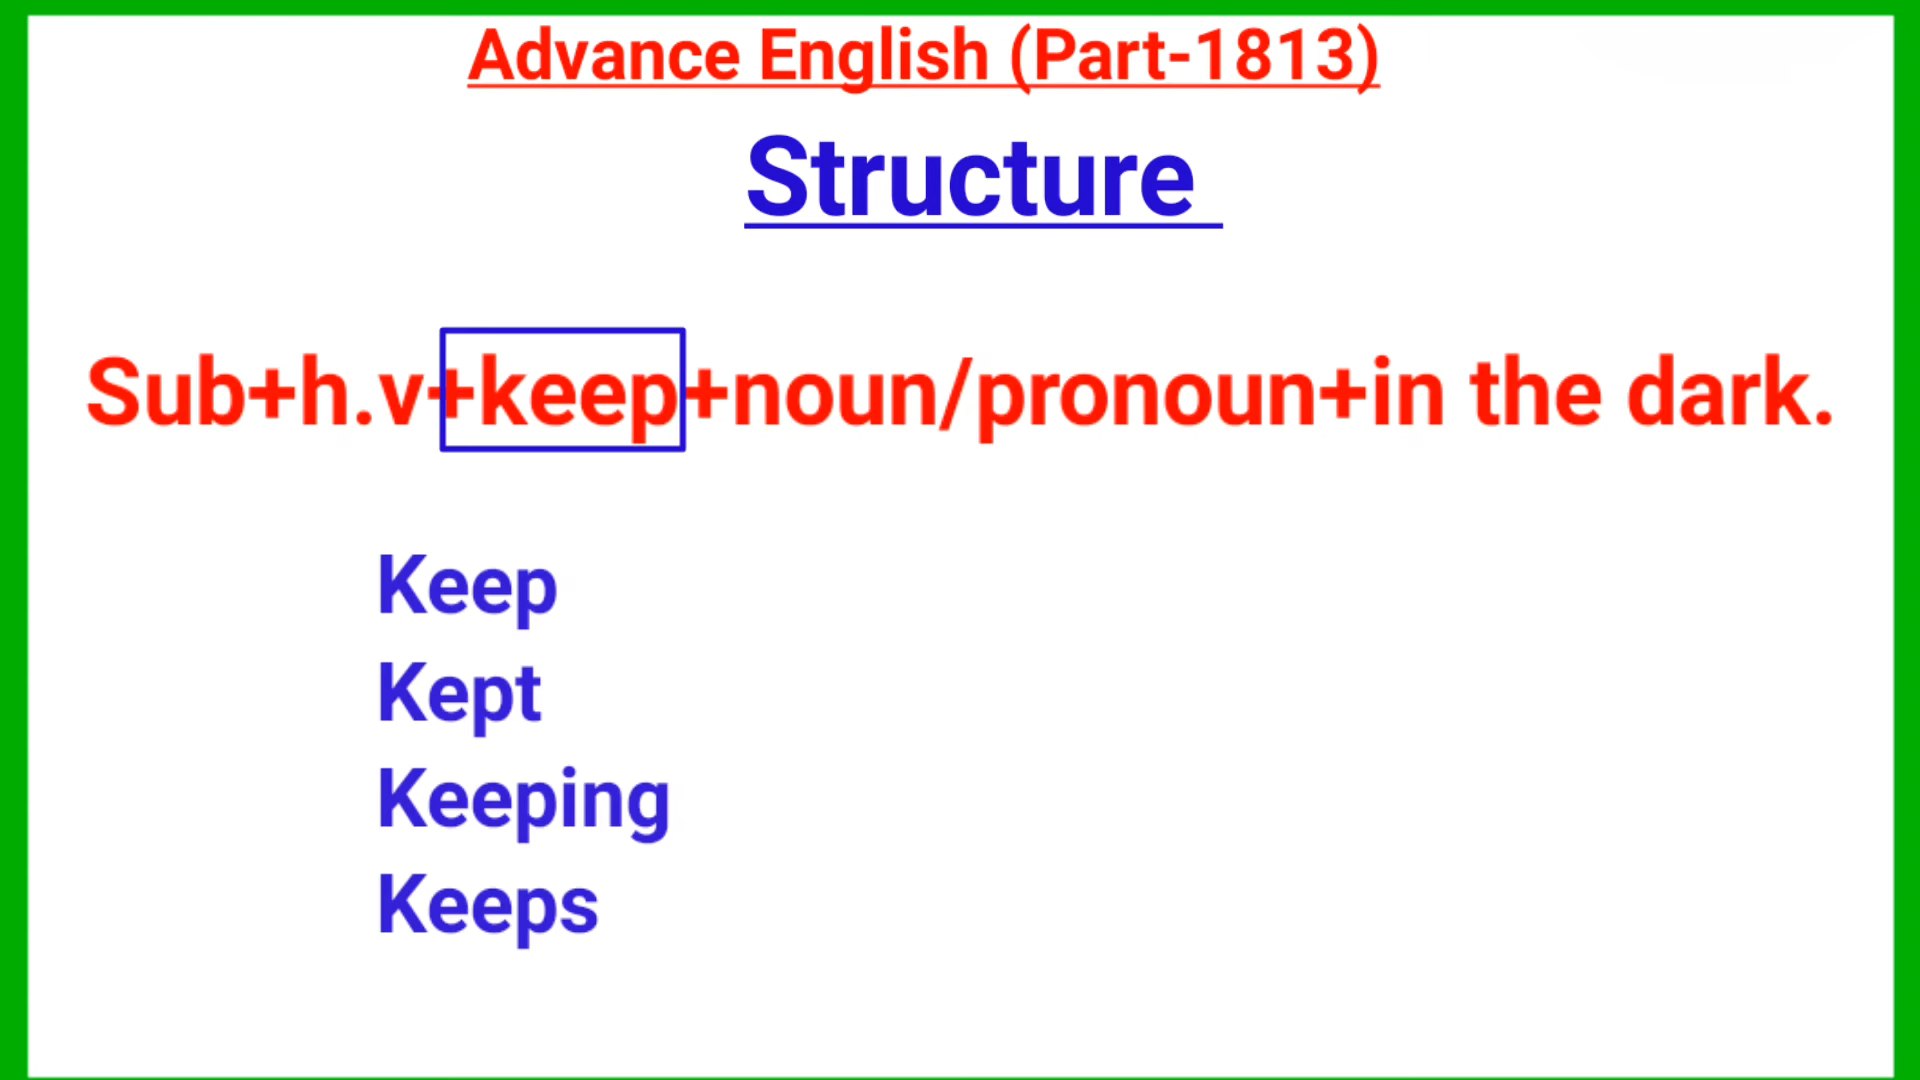 Advance English (Part-1813)
Structure
Sub+h.v+keep+noun/pronoun+in the dark.
Keep
Kept
Keeping
Keeps